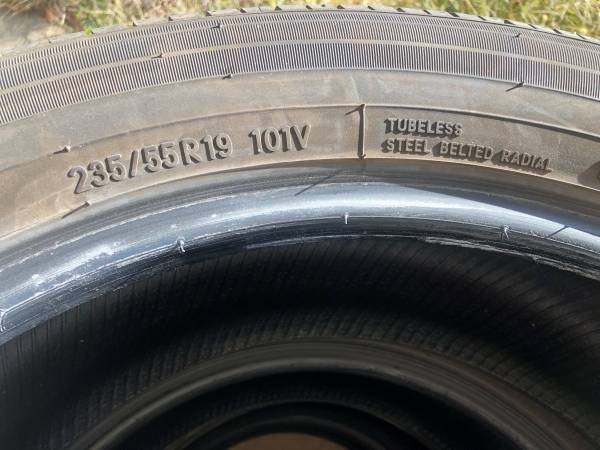 235/55R19 101V
TUBELESS
STEEL BELTED RADIAL